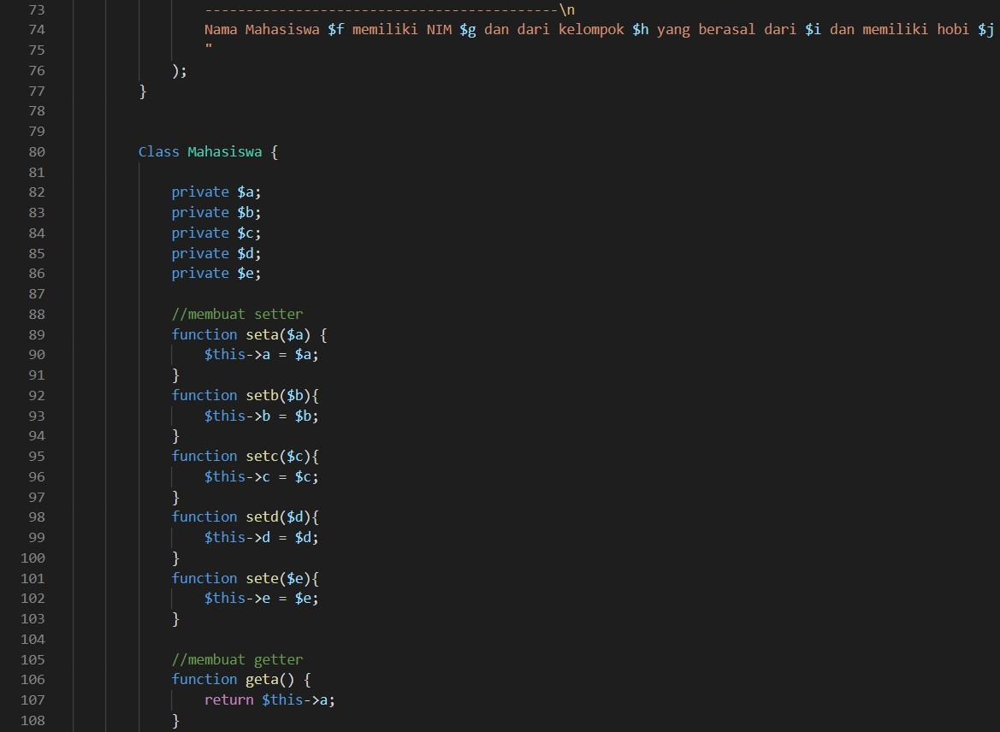 73 -------------------------------------------\n
74 Nama Mahasiswa $f memiliki NIM $g dan dari kelompok $h yang berasal dari $i dan memiliki hobi $j
75 "
76 );
77 }
78
79
80 Class Mahasiswa {
81
82 private $a;
83 private $b;
84 private $c;
85 private $d;
86 private $e;
87
88 //membuat setter
89 function seta($a) {
90 $this->a = $a;
91 }
92 function setb($b){
93 $this->b = $b;
94 }
95 function setc($c){
96 $this->c = $c;
97 }
98 function setd($d){
99 $this->d = $d;
100 }
101 function sete($e){
102 $this->e = $e;
103 }
104
105 //membuat getter
106 function geta() {
107 return $this->a;
108 }